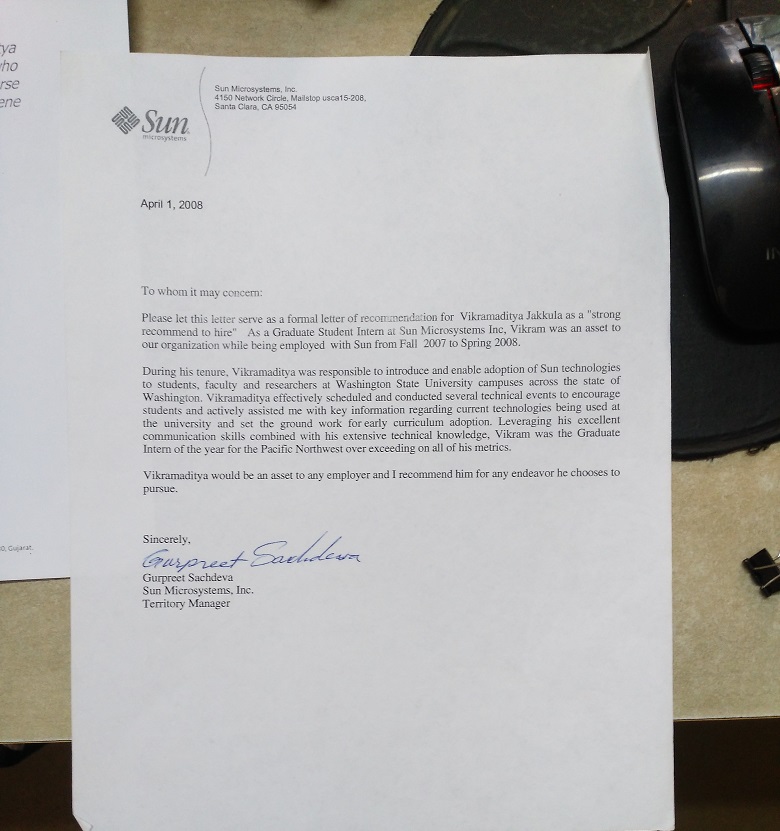 ya
who
rse
ene
0, Gujarat.
Sun
microsystems
Sun Microsystems, Inc.
4150 Network Circle, Mailstop usca15-208,
Santa Clara, CA 95054
April 1, 2008
To whom it may concern:
Please let this letter serve as a formal letter of recommendation for Vikramaditya Jakkula as a "strong
recommend to hire" As a Graduate Student Intern at Sun Microsystems Inc, Vikram was an asset to
our organization while being employed with Sun from Fall 2007 to Spring 2008.
During his tenure, Vikramaditya was responsible to introduce and enable adoption of Sun technologies
to students, faculty and researchers at Washington State University campuses across the state of
Washington. Vikramaditya effectively scheduled and conducted several technical events to encourage
students and actively assisted me with key information regarding current technologies being used at
the university and set the ground work for early curriculum adoption. Leveraging his excellent
communication skills combined with his extensive technical knowledge, Vikram was the Graduate
Intern of the year for the Pacific Northwest over exceeding on all of his metrics.
Vikramaditya would be an asset to any employer and I recommend him for any endeavor he chooses to
pursue.
Sincerely,
Gurpreet Sachdeva
Gurpreet Sachdeva
Sun Microsystems, Inc.
Territory Manager